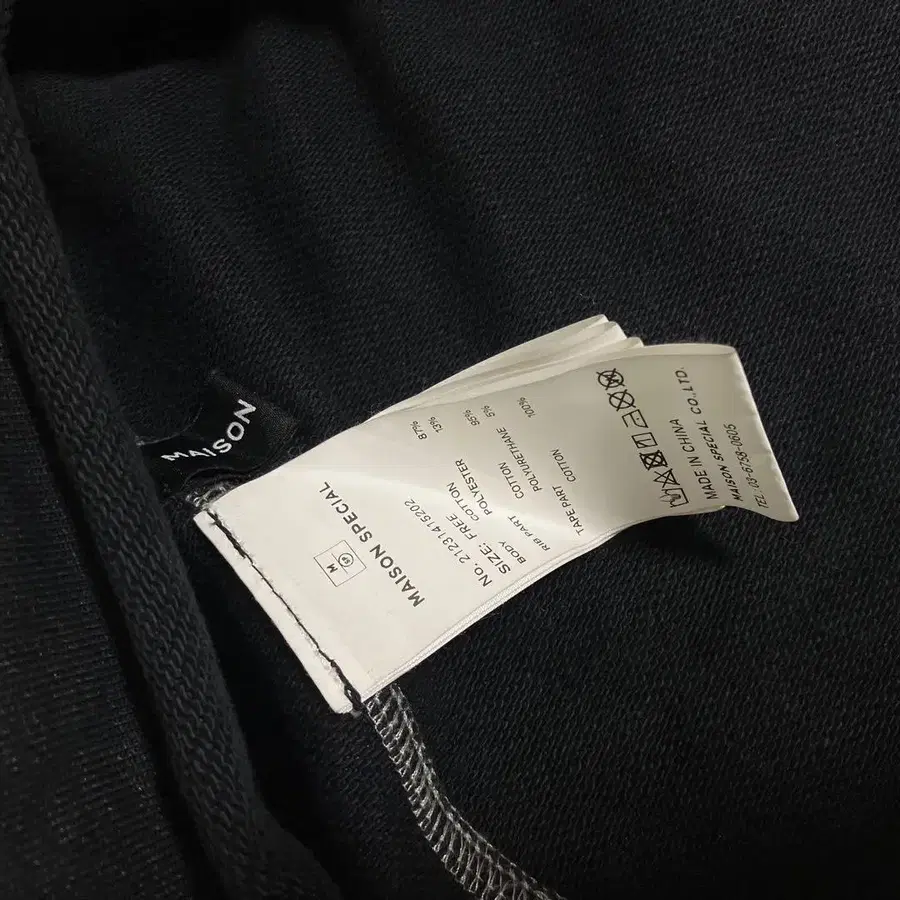 MAISON
M
MAISON SPECIAL
NO. 21231415202
SIZE: FREE
BODY COTTON 87%
POLYESTER 13%
RIB PART COTTON 95%
POLYURETHANE 5%
TAPE PART COTTON 100%
MADE IN CHINA
MAISON SPECIAL CO.,LTD.
TEL:03-6758-0605